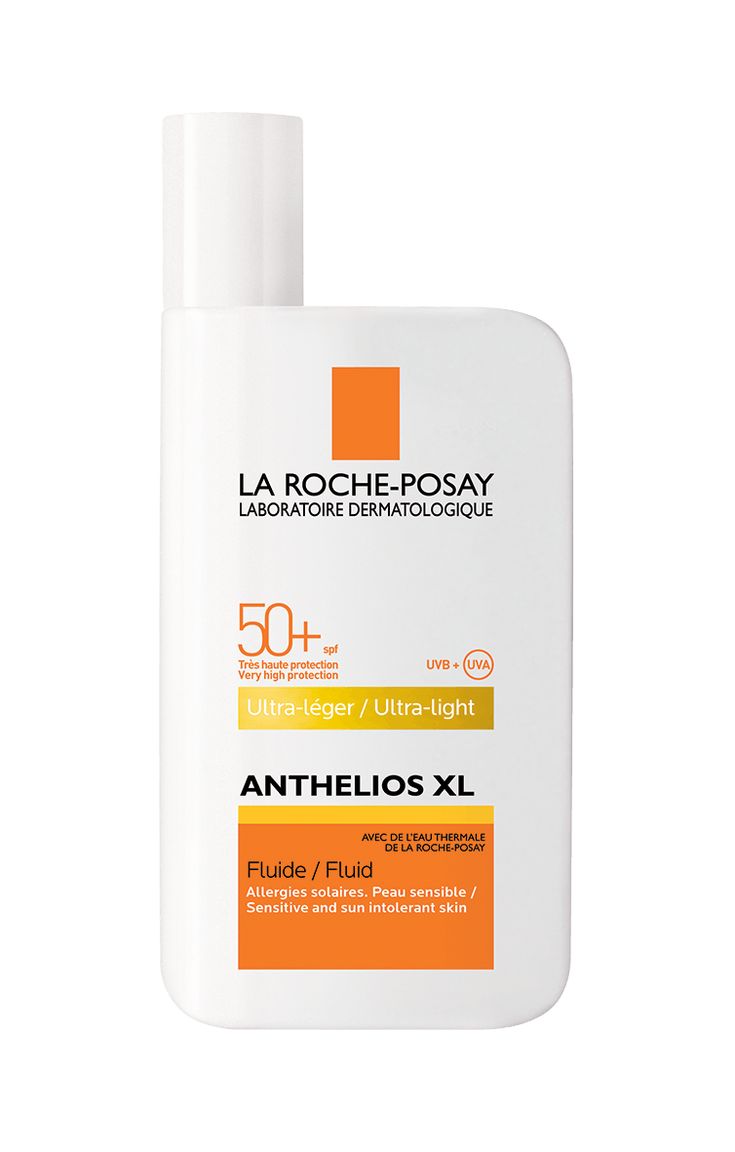 LA ROCHE-POSAY
LABORATOIRE DERMATOLOGIQUE
50+ spf
Très haute protection
Very high protection
UVB + UVA
Ultra-léger / Ultra-light
ANTHELIOS XL
AVEC DE L'EAU THERMALE
DE LA ROCHE-POSAY
Fluide / Fluid
Allergies solaires. Peau sensible /
Sensitive and sun intolerant skin